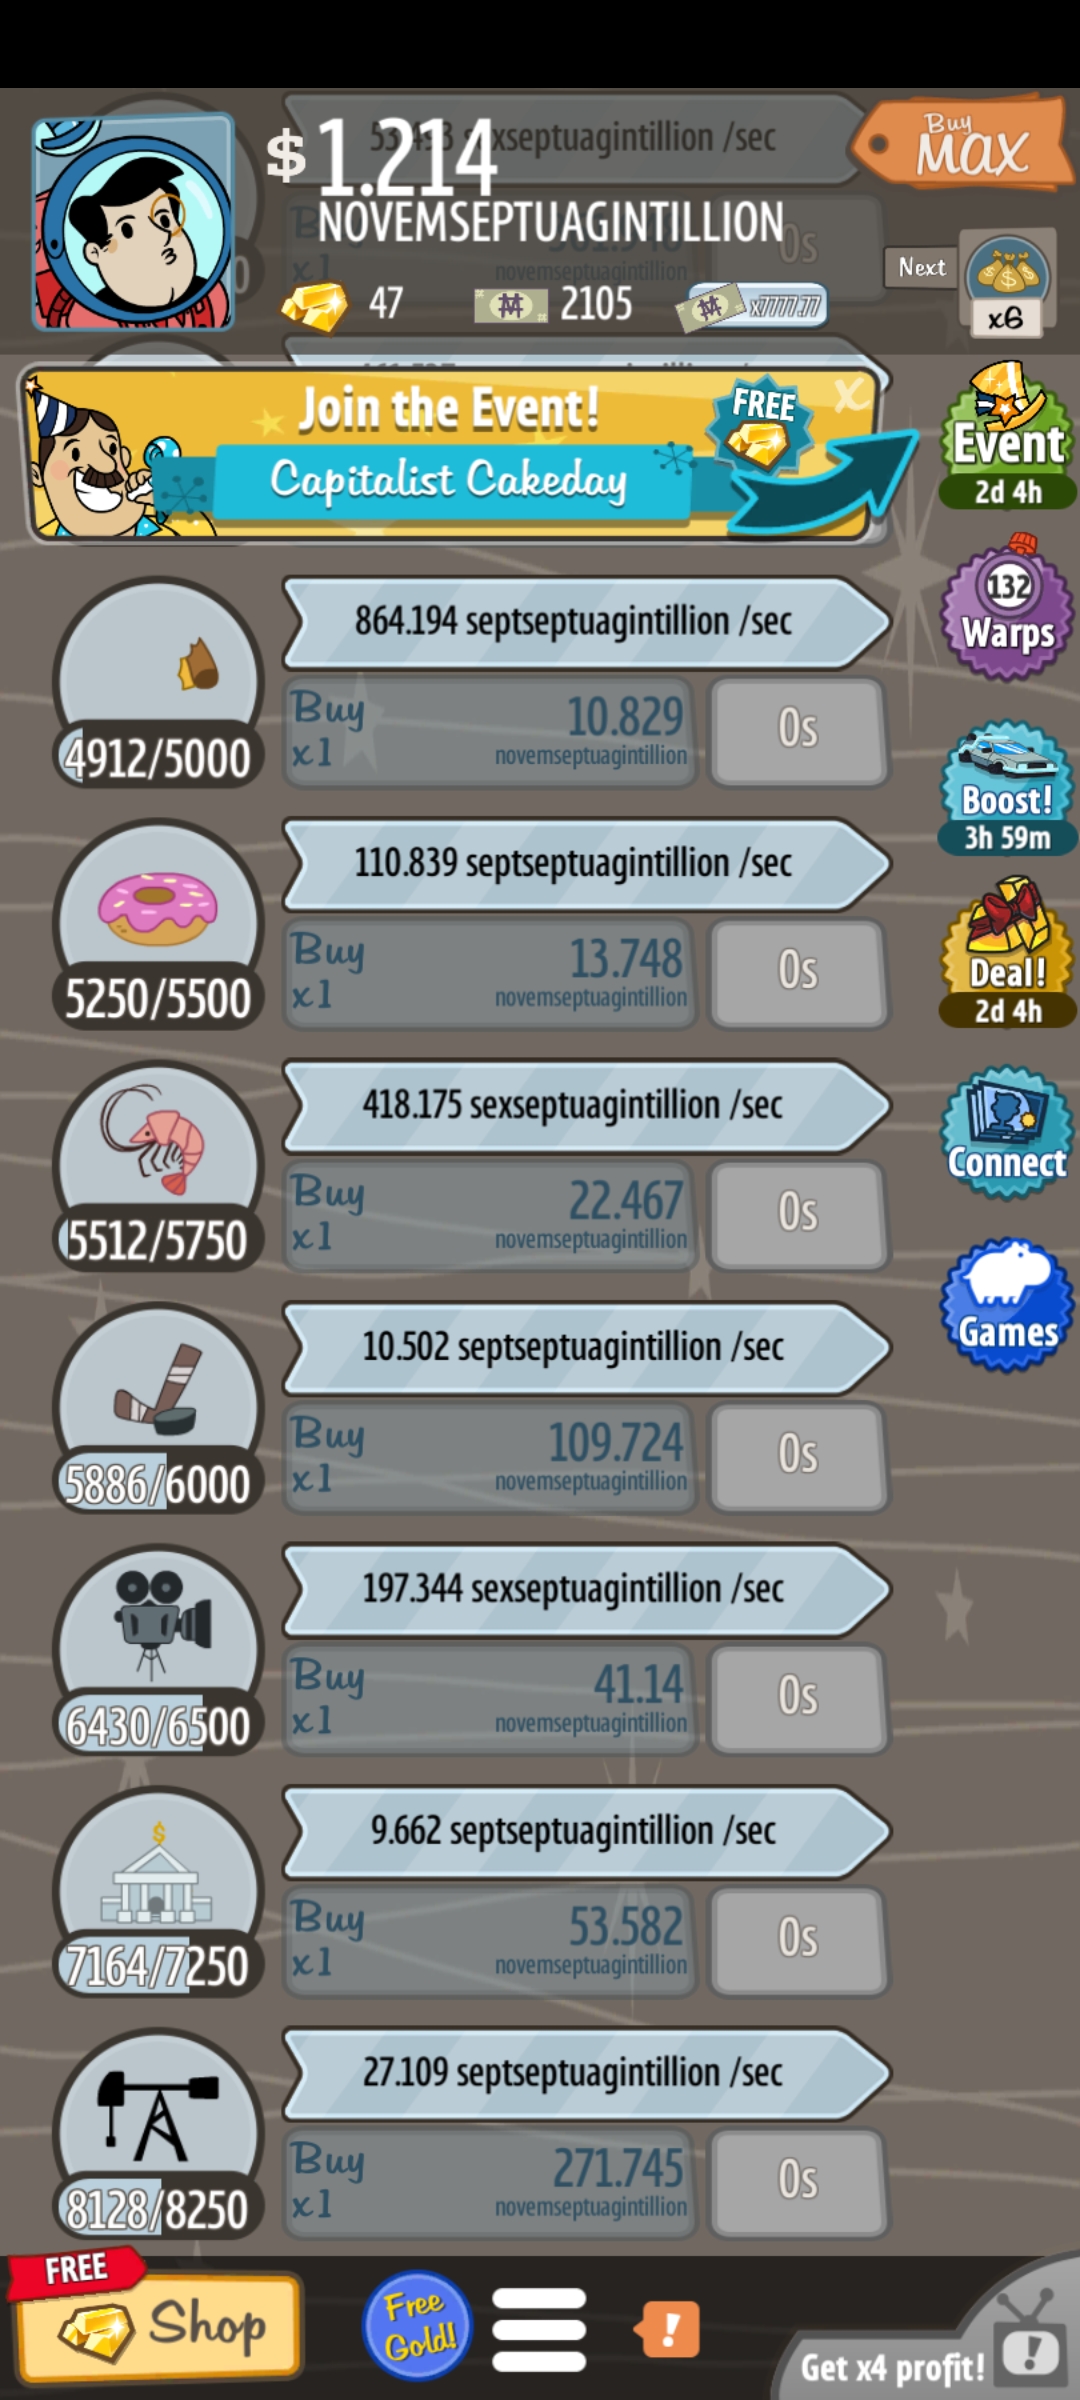 53.493 sexseptuagintillion /sec
$ 1.214
NOVEMSEPTUAGINTILLION
Buy
MAX
0s
x1
novemseptuagintillion
47
2105
x7777.77
Next
x6
Join the Event!
FREE
X
Capitalist Cakeday
Event
2d 4h
132
Warps
864.194 septseptuagintillion /sec
Buy
x1
10.829
novemseptuagintillion
0s
4912/5000
Boost!
3h 59m
110.839 septseptuagintillion /sec
Buy
x1
13.748
novemseptuagintillion
0s
5250/5500
Deal!
2d 4h
418.175 sexseptuagintillion /sec
Buy
x1
22.467
novemseptuagintillion
0s
5512/5750
Connect
Games
10.502 septseptuagintillion /sec
Buy
x1
109.724
novemseptuagintillion
0s
5886/6000
197.344 sexseptuagintillion /sec
Buy
x1
41.14
novemseptuagintillion
0s
6430/6500
9.662 septseptuagintillion /sec
Buy
x1
53.582
novemseptuagintillion
0s
7164/7250
27.109 septseptuagintillion /sec
Buy
x1
271.745
novemseptuagintillion
0s
8128/8250
FREE
Shop
Free
Gold!
!
Get x4 profit!
!